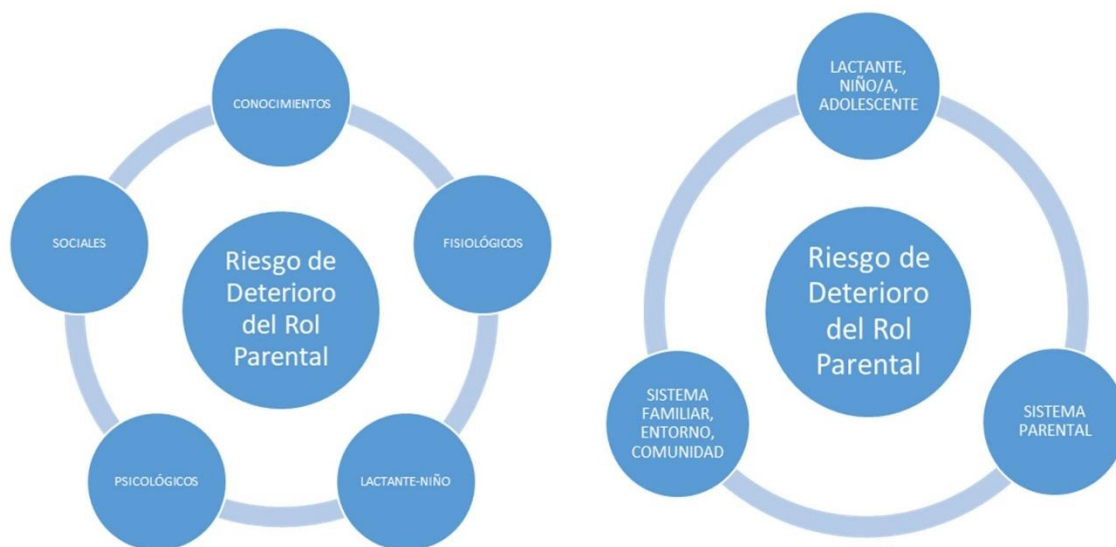 CONOCIMIENTOS
FISIOLÓGICOS
LACTANTE-NIÑO
PSICOLÓGICOS
SOCIALES
Riesgo de
Deterioro
del Rol
Parental
LACTANTE,
NIÑO/A,
ADOLESCENTE
SISTEMA
PARENTAL
SISTEMA
FAMILIAR,
ENTORNO,
COMUNIDAD
Riesgo de
Deterioro
del Rol
Parental